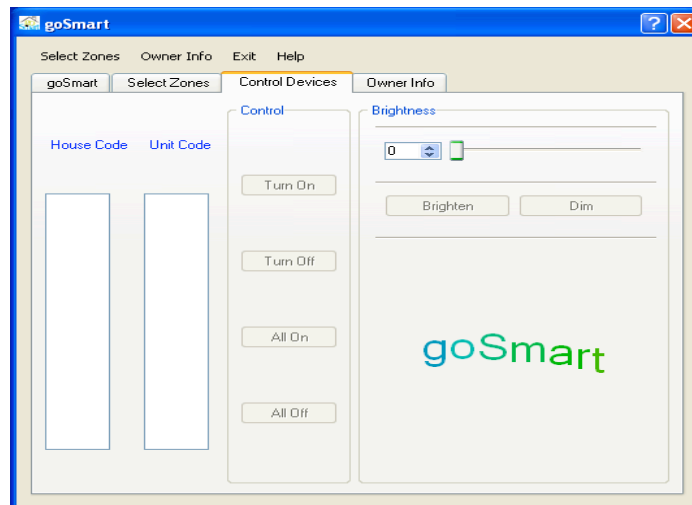 goSmart
Select Zones Owner Info Exit Help
goSmart Select Zones Control Devices Owner Info
Control Brightness
House Code Unit Code
0
Turn On
Brighten Dim
Turn Off
All On
goSmart
All Off